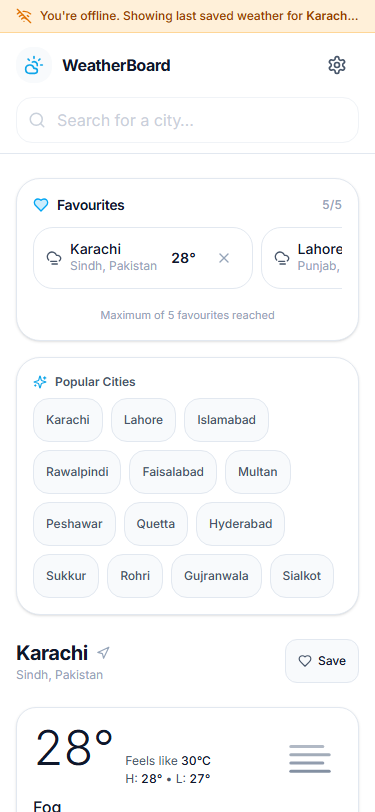 You're offline. Showing last saved weather for Karach...
WeatherBoard
Search for a city...
Favourites 5/5
Karachi
Sindh, Pakistan
28°
Lahore
Punjab,
Maximum of 5 favourites reached
Popular Cities
Karachi Lahore Islamabad
Rawalpindi Faisalabad Multan
Peshawar Quetta Hyderabad
Sukkur Rohri Gujranwala Sialkot
Karachi
Sindh, Pakistan
Save
28°
Feels like 30°C
H: 28° • L: 27°
Fog